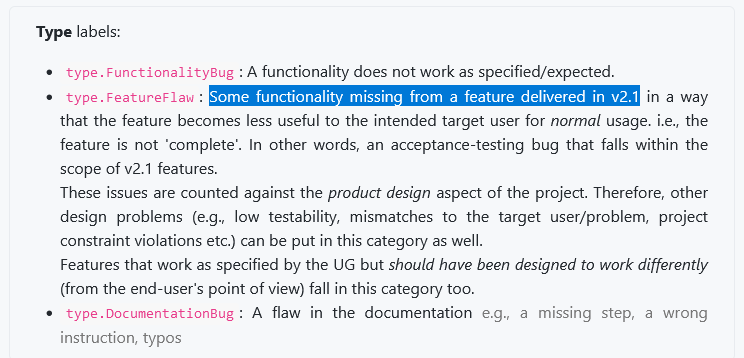 Type labels:
• type.FunctionalityBug : A functionality does not work as specified/expected.
• type.FeatureFlaw : Some functionality missing from a feature delivered in v2.1 in a way
that the feature becomes less useful to the intended target user for normal usage. i.e., the
feature is not 'complete'. In other words, an acceptance-testing bug that falls within the
scope of v2.1 features.
These issues are counted against the product design aspect of the project. Therefore, other
design problems (e.g., low testability, mismatches to the target user/problem, project
constraint violations etc.) can be put in this category as well.
Features that work as specified by the UG but should have been designed to work differently
(from the end-user's point of view) fall in this category too.
• type.DocumentationBug : A flaw in the documentation e.g., a missing step, a wrong
instruction, typos